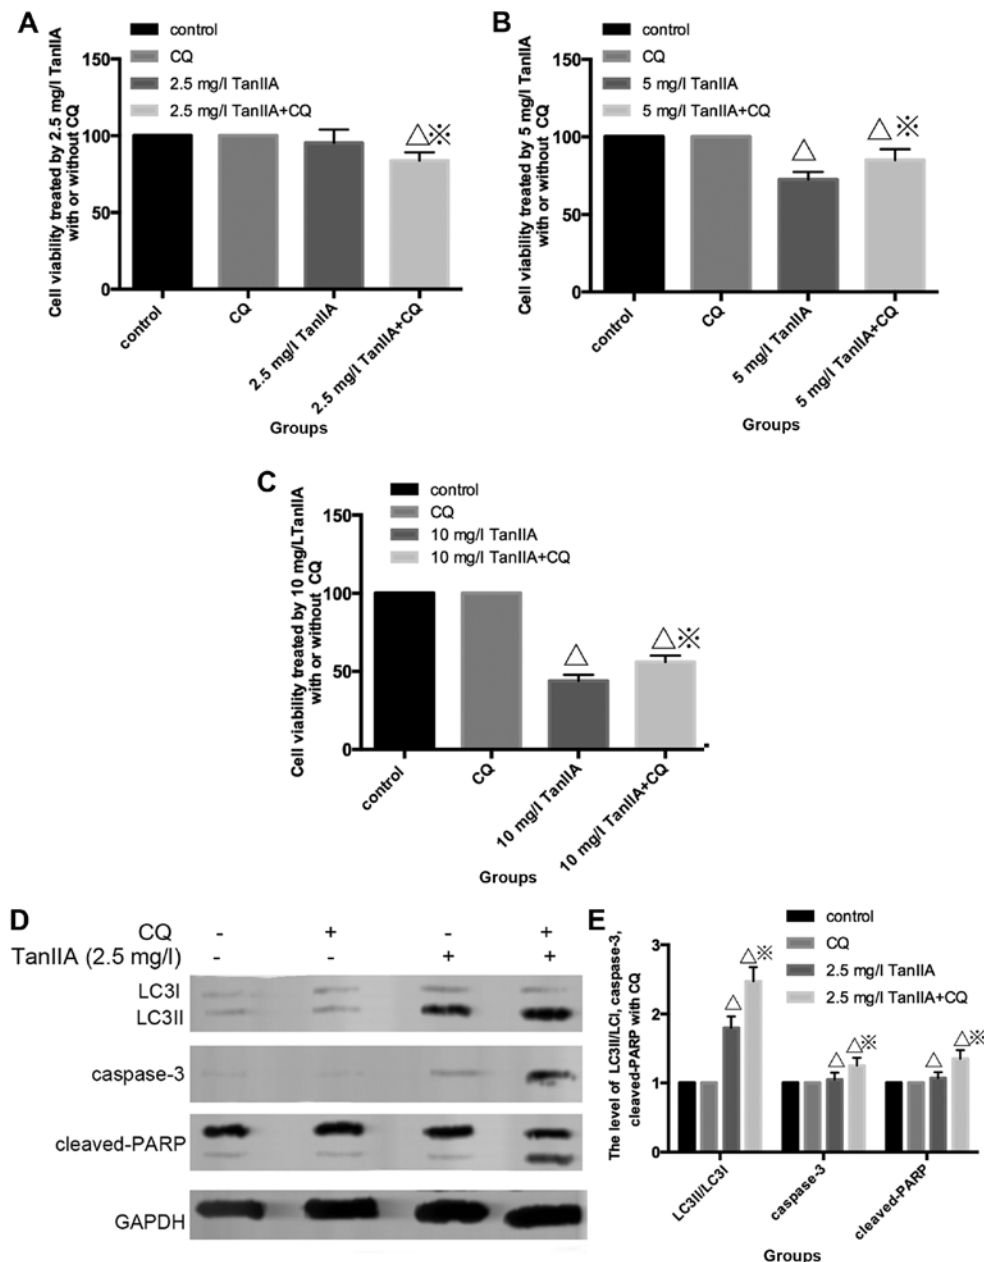 A
control
CQ
2.5 mg/l TanIIA
2.5 mg/l TanIIA+CQ
Cell viability treated by 2.5 mg/l TanIIA
with or without CQ
150
100
50
0
△※
control
CQ
2.5 mg/l TanIIA
2.5 mg/l TanIIA+CQ
Groups
B
control
CQ
5 mg/l TanIIA
5 mg/l TanIIA+CQ
Cell viability treated by 5 mg/l TanIIA
with or without CQ
150
100
50
0
△
△※
control
CQ
5 mg/l TanIIA
5 mg/l TanIIA+CQ
Groups
C
control
CQ
10 mg/l TanIIA
10 mg/l TanIIA+CQ
Cell viability treated by 10 mg/LTanIIA
with or without CQ
150
100
50
0
△
△※
control
CQ
10 mg/l TanIIA
10 mg/l TanIIA+CQ
Groups
D
CQ - + - +
TanIIA (2.5 mg/l) - - + +
LC3I
LC3II
caspase-3
cleaved-PARP
GAPDH
E
control
CQ
2.5 mg/l TanIIA
2.5 mg/l TanIIA+CQ
The level of LC3II/LCI, caspase-3,
cleaved-PARP with CQ
3
2
1
0
△ △※
△ △※
△ △※
LC3II/LC3I
caspase-3
cleaved-PARP
Groups